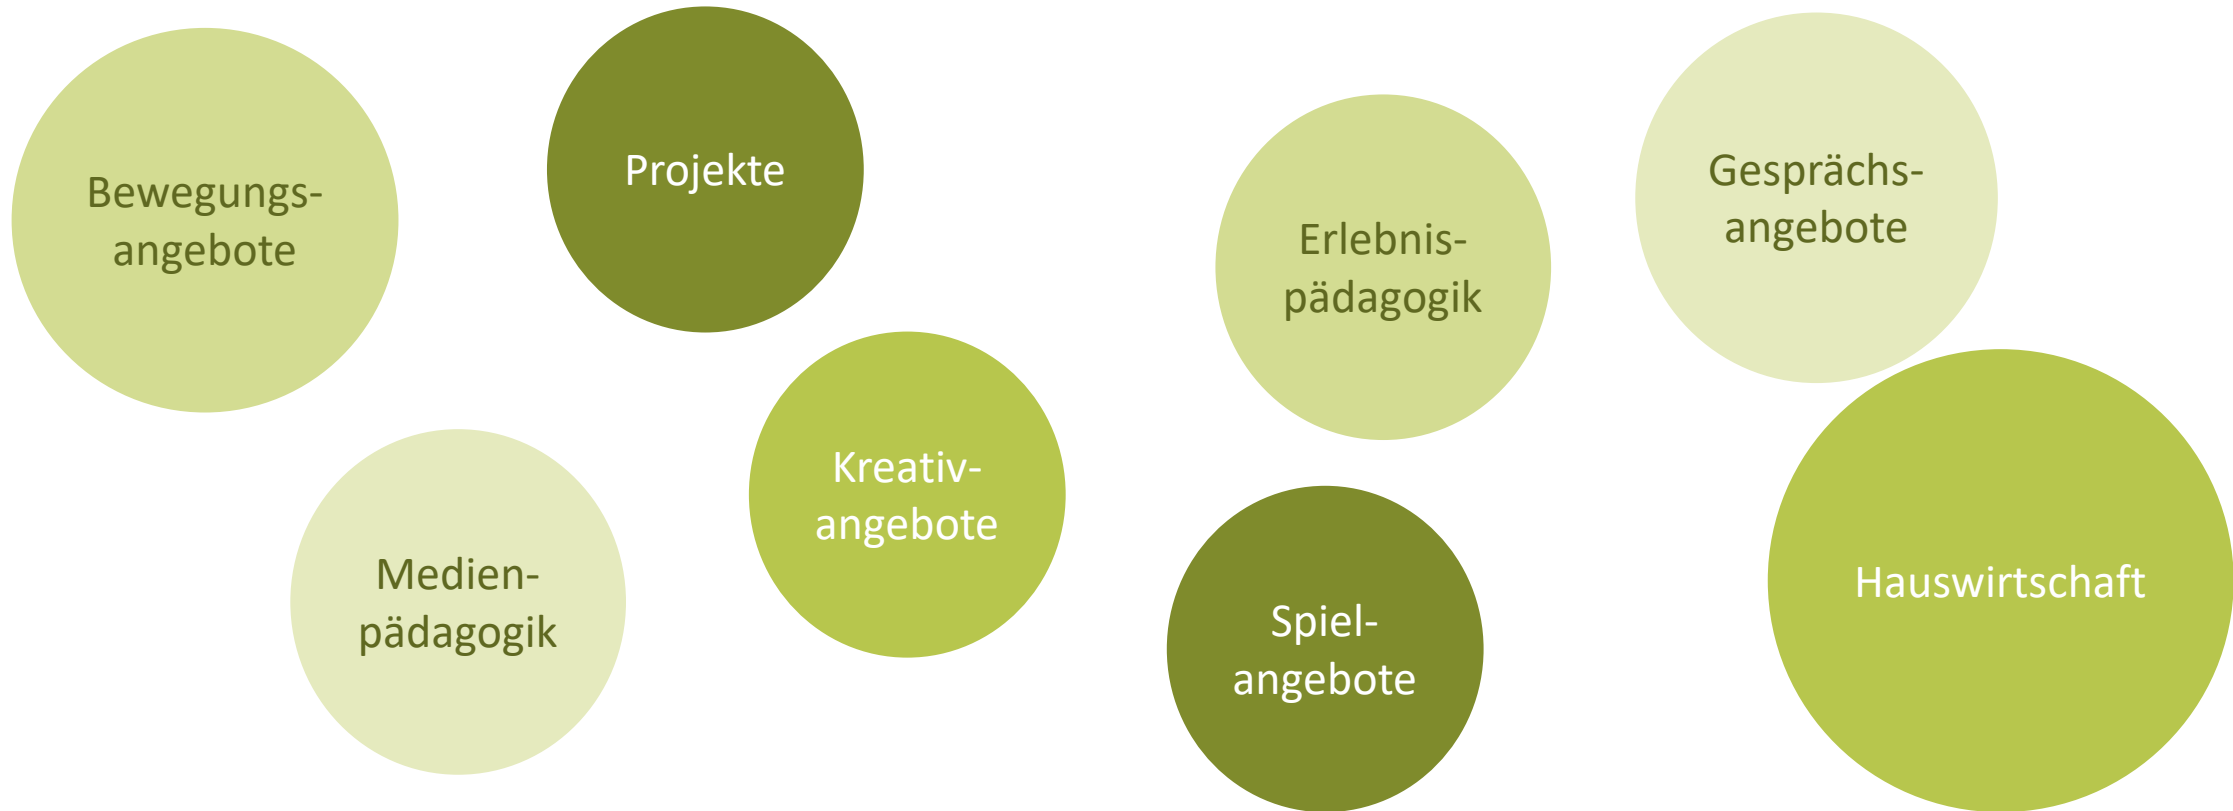 Bewegungs-
angebote
Projekte
Erlebnis-
pädagogik
Gesprächs-
angebote
Medien-
pädagogik
Kreativ-
angebote
Spiel-
angebote
Hauswirtschaft